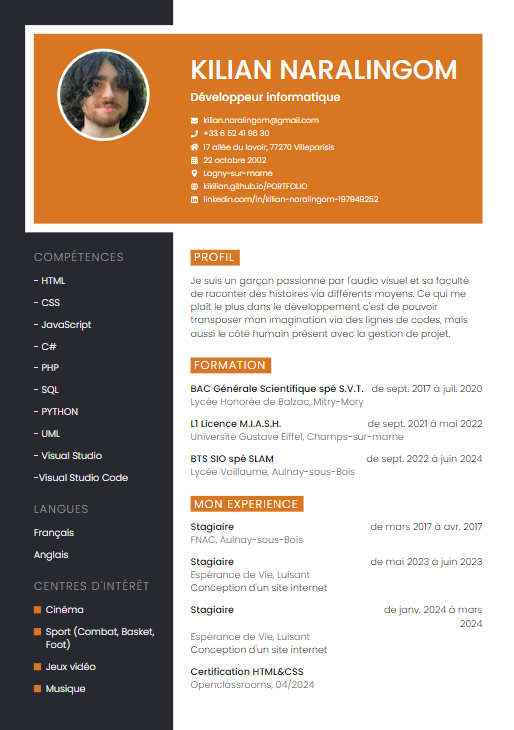 KILIAN NARALINGOM
Développeur informatique
kilian.naralingom@gmail.com
+33 6 52 41 96 30
17 allée du lavoir, 77270 Villeparisis
22 octobre 2002
Lagny-sur-marne
kikilian.github.io/PORTFOLIO
linkedin.com/in/kilian-naralingom-197948252
COMPÉTENCES
- HTML
- CSS
- JavaScript
- C#
- PHP
- SQL
- PYTHON
- UML
- Visual Studio
-Visual Studio Code
LANGUES
Français
Anglais
CENTRES D'INTÉRÊT
Cinéma
Sport (Combat, Basket,
Foot)
Jeux vidéo
Musique
PROFIL
Je suis un garçon passionné par l'audio visuel et sa faculté
de raconter des histoires via différents moyens. Ce qui me
plaît le plus dans le développement c'est de pouvoir
transposer mon imagination via des lignes de codes, mais
aussi le côté humain présent avec la gestion de projet.
FORMATION
BAC Générale Scientifique spé S.V.T. de sept. 2017 à juil. 2020
Lycée Honorée de Balzac, Mitry-Mory
L1 Licence M.I.A.S.H. de sept. 2021 à mai 2022
Université Gustave Eiffel, Champs-sur-marne
BTS SIO spé SLAM de sept. 2022 à juin 2024
Lycée Voillaume, Aulnay-sous-Bois
MON EXPERIENCE
Stagiaire de mars 2017 à avr. 2017
FNAC, Aulnay-sous-Bois
Stagiaire de mai 2023 à juin 2023
Espérance de Vie, Luisant
Conception d'un site internet
Stagiaire de janv. 2024 à mars
2024
Espérance de Vie, Luisant
Conception d'un site internet
Certification HTML&CSS
Openclassrooms, 04/2024